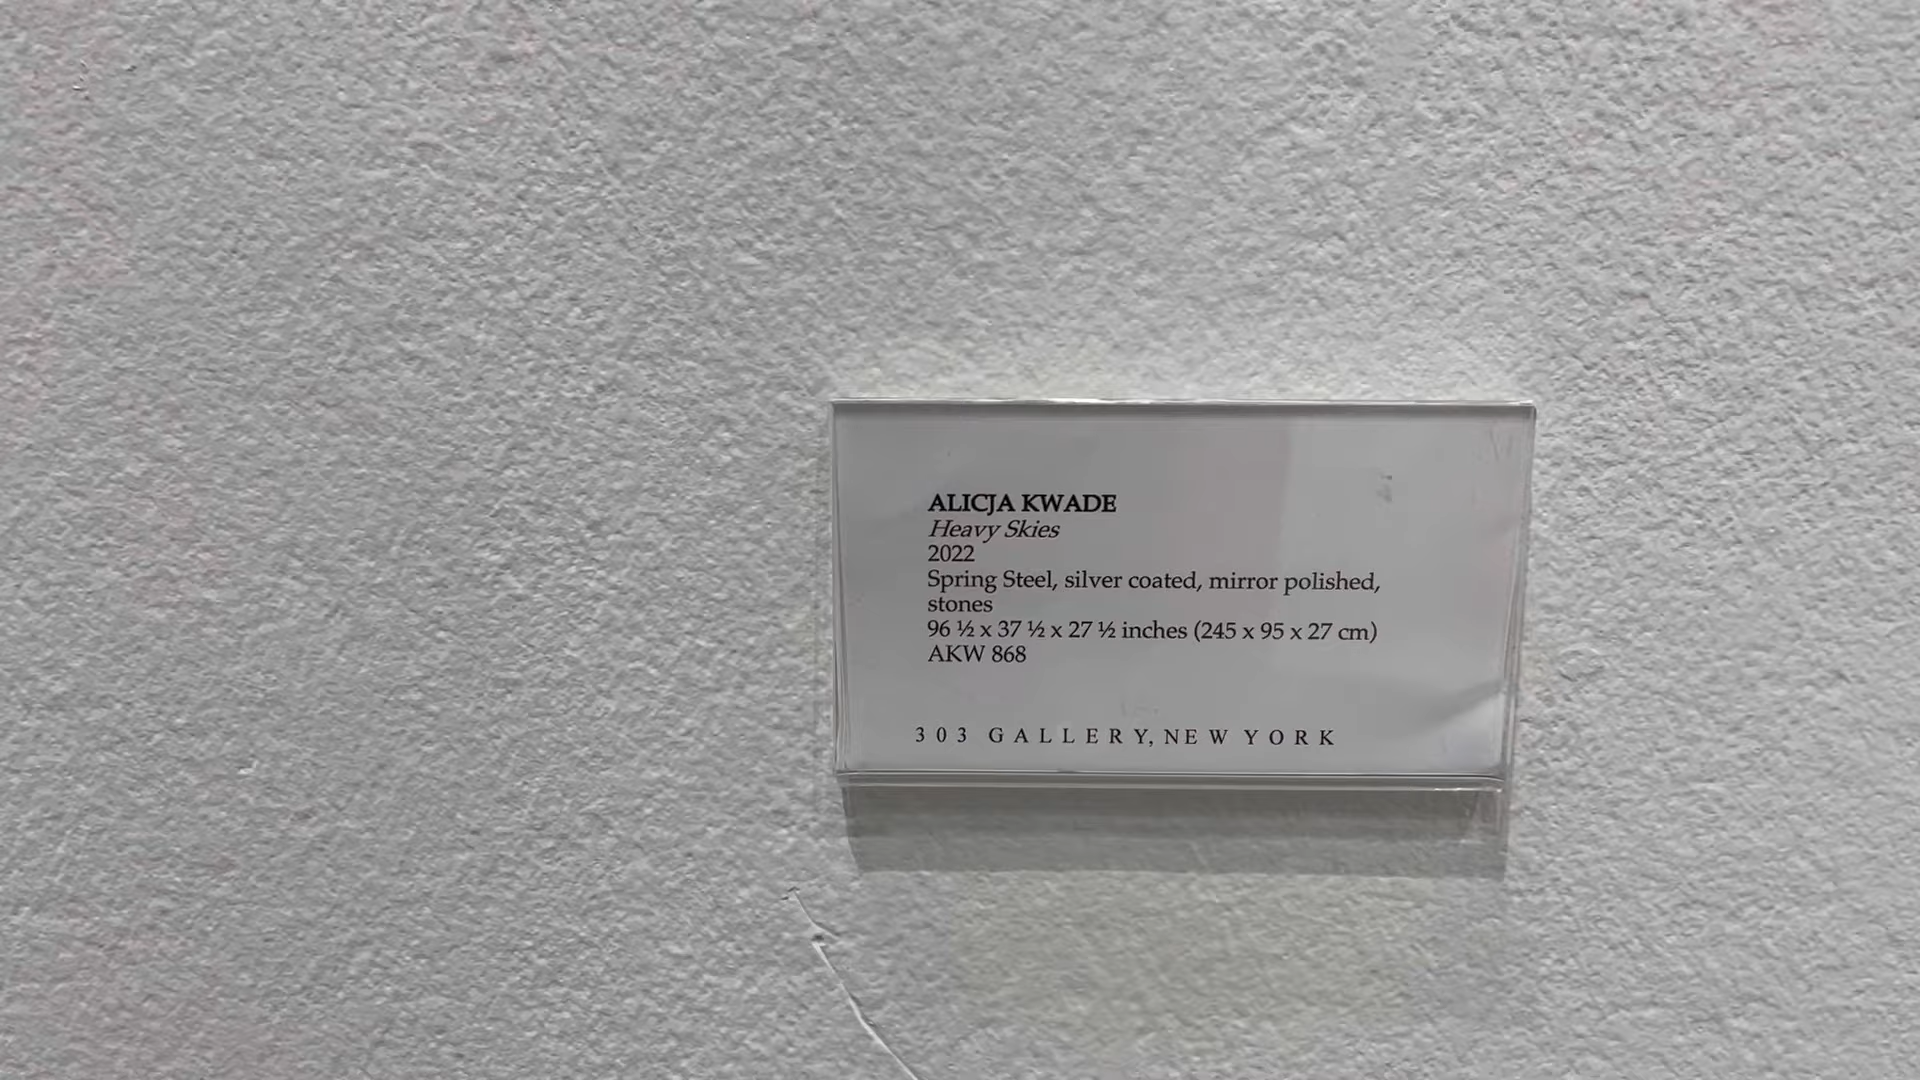 ALICJA KWADE
Heavy Skies
2022
Spring Steel, silver coated, mirror polished,
stones
96 ½ x 37 ½ x 27 ½ inches (245 x 95 x 27 cm)
AKW 868
303 GALLERY, NEW YORK